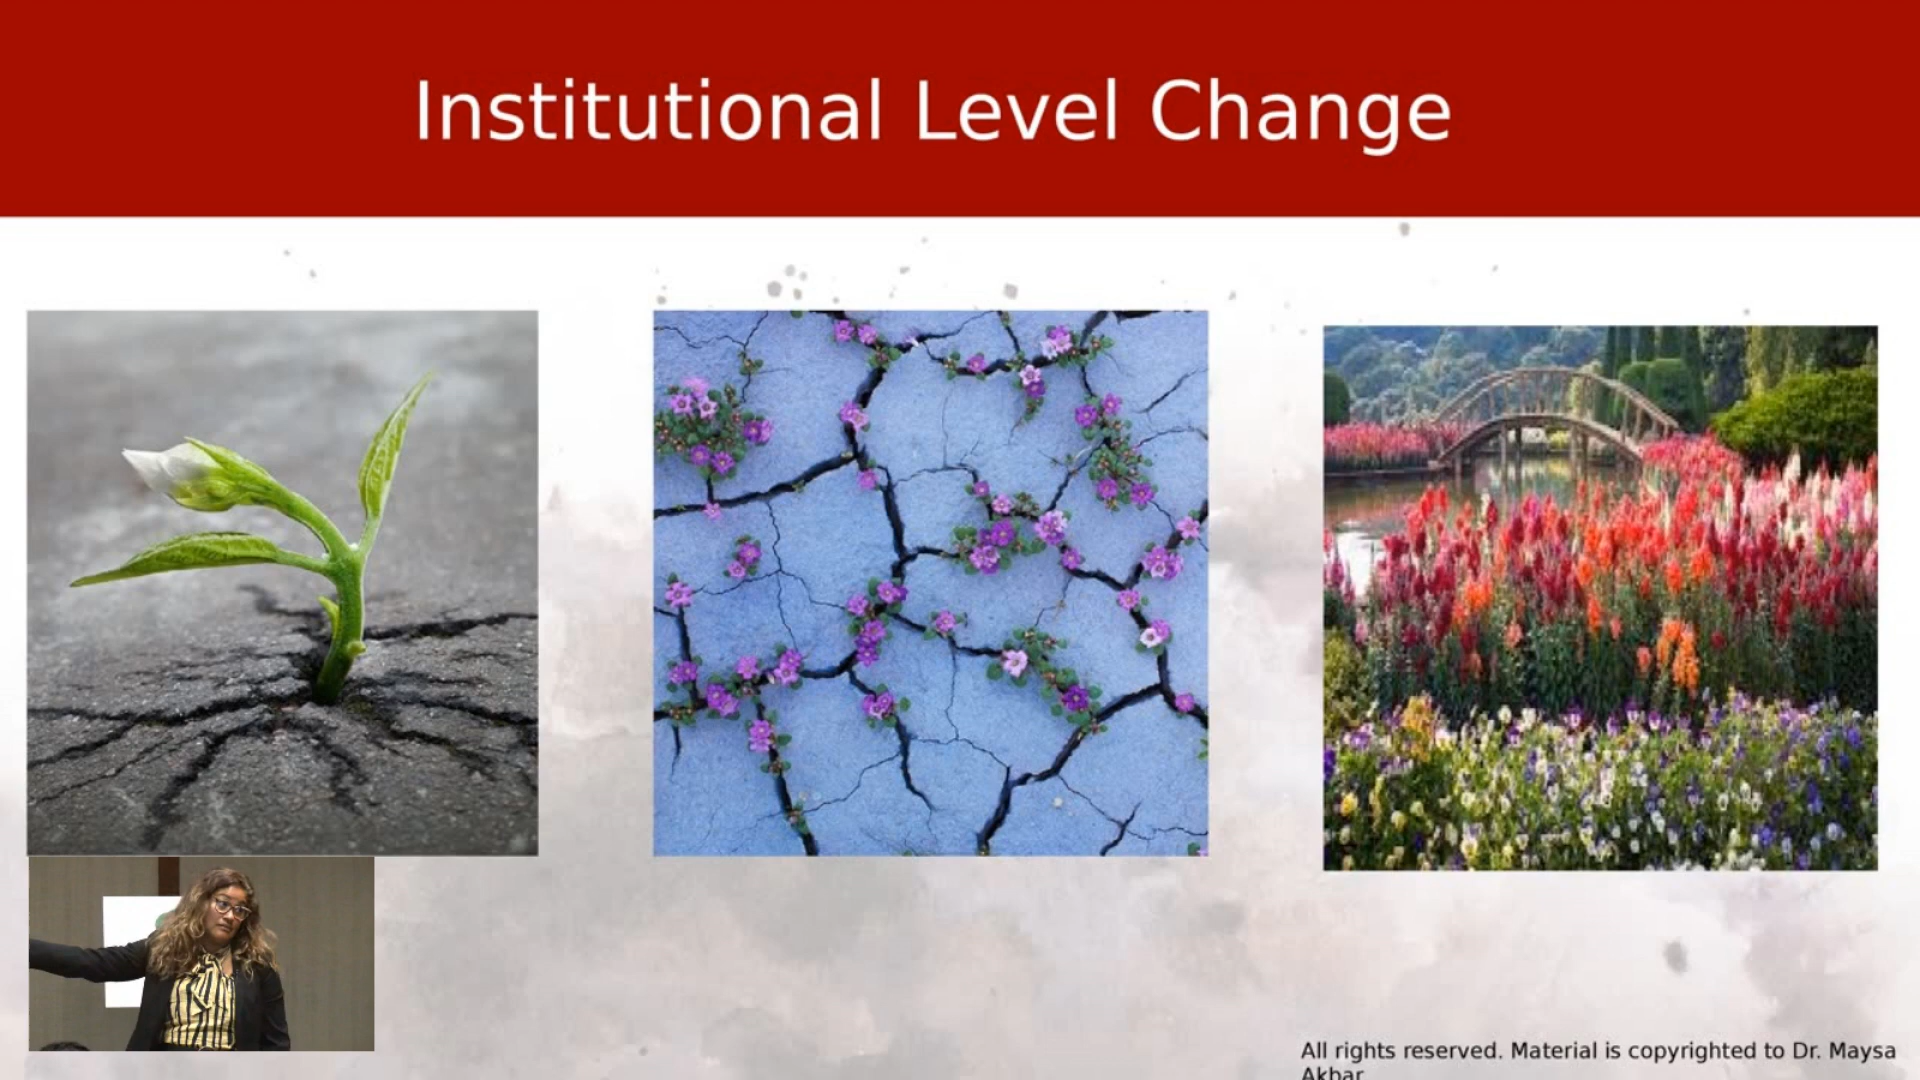 Institutional Level Change
All rights reserved. Material is copyrighted to Dr. Maysa
Akbar